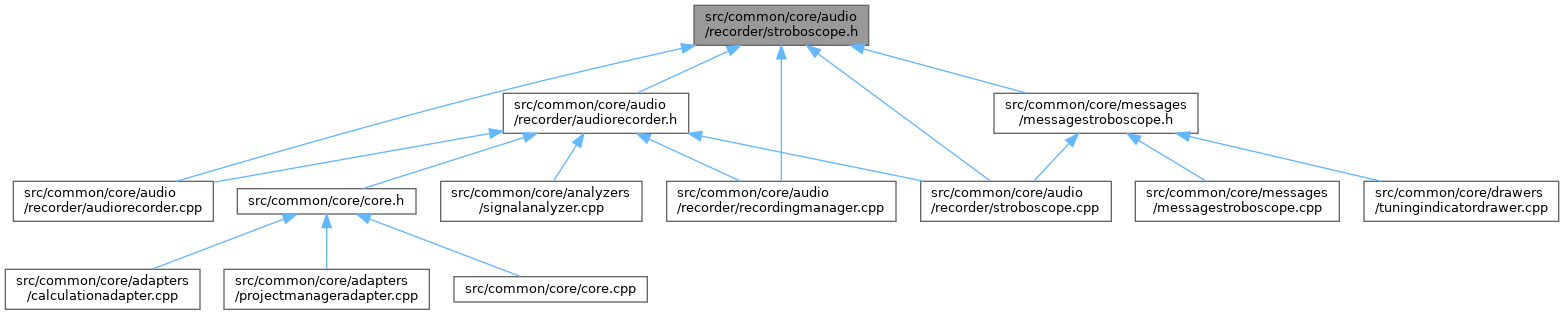 src/common/core/audio
/recorder/stroboscope.h
src/common/core/audio
/recorder/audiorecorder.h
src/common/core/messages
/messagestroboscope.h
src/common/core/audio
/recorder/audiorecorder.cpp
src/common/core/core.h
src/common/core/analyzers
/signalanalyzer.cpp
src/common/core/audio
/recorder/recordingmanager.cpp
src/common/core/audio
/recorder/stroboscope.cpp
src/common/core/messages
/messagestroboscope.cpp
src/common/core/drawers
/tuningindicatordrawer.cpp
src/common/core/adapters
/calculationadapter.cpp
src/common/core/adapters
/projectmanageradapter.cpp
src/common/core/core.cpp